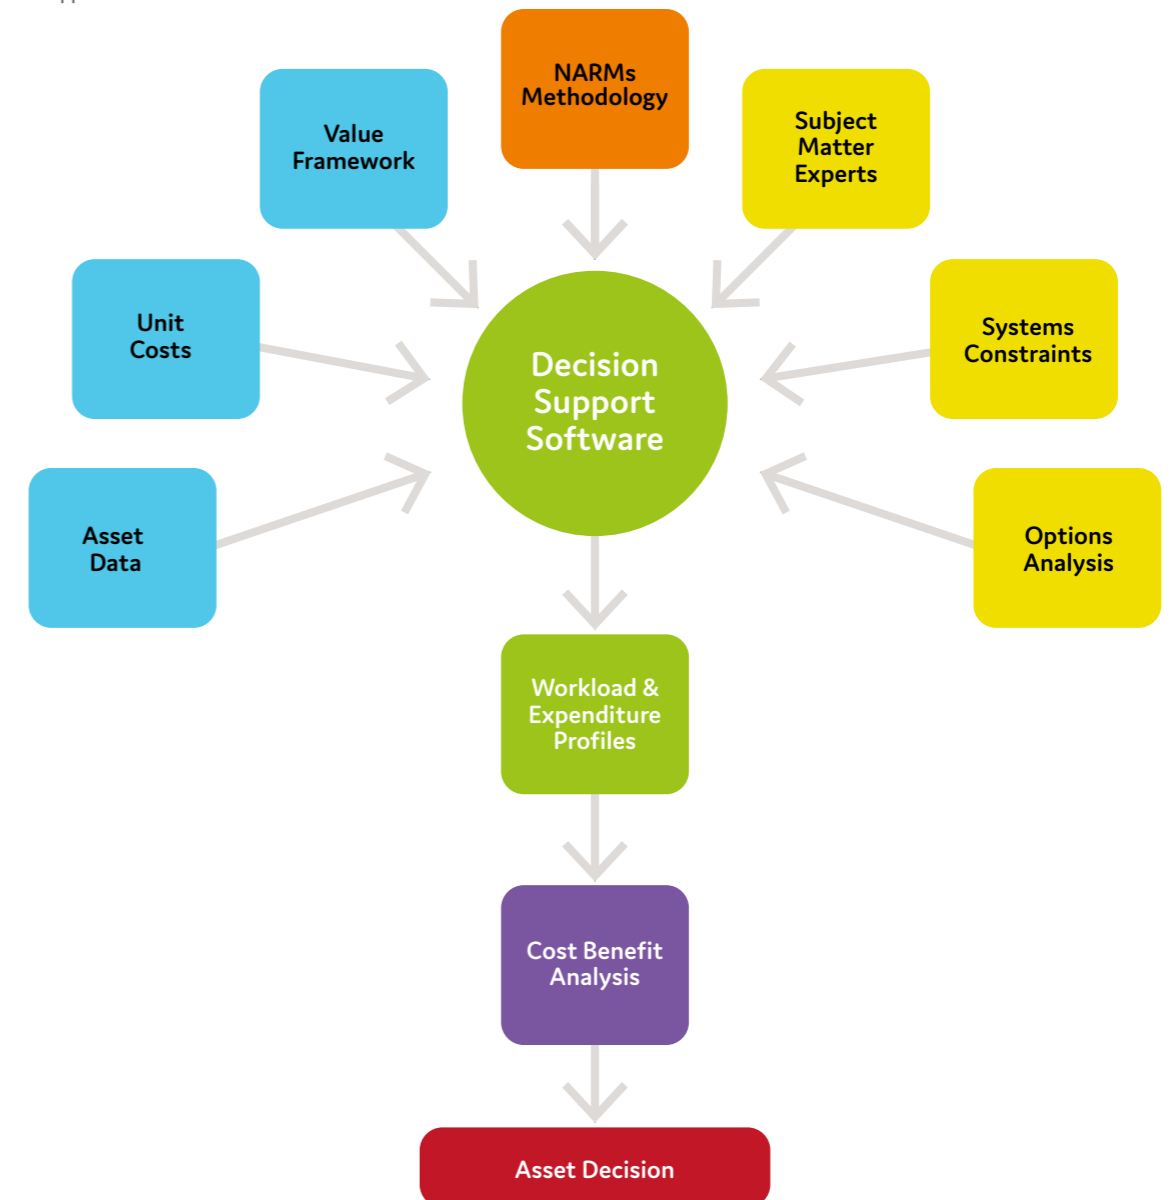 NARMs
Methodology
Value
Framework
Subject
Matter
Experts
Unit
Costs
Systems
Constraints
Decision
Support
Software
Asset
Data
Options
Analysis
Workload &
Expenditure
Profiles
Cost Benefit
Analysis
Asset Decision